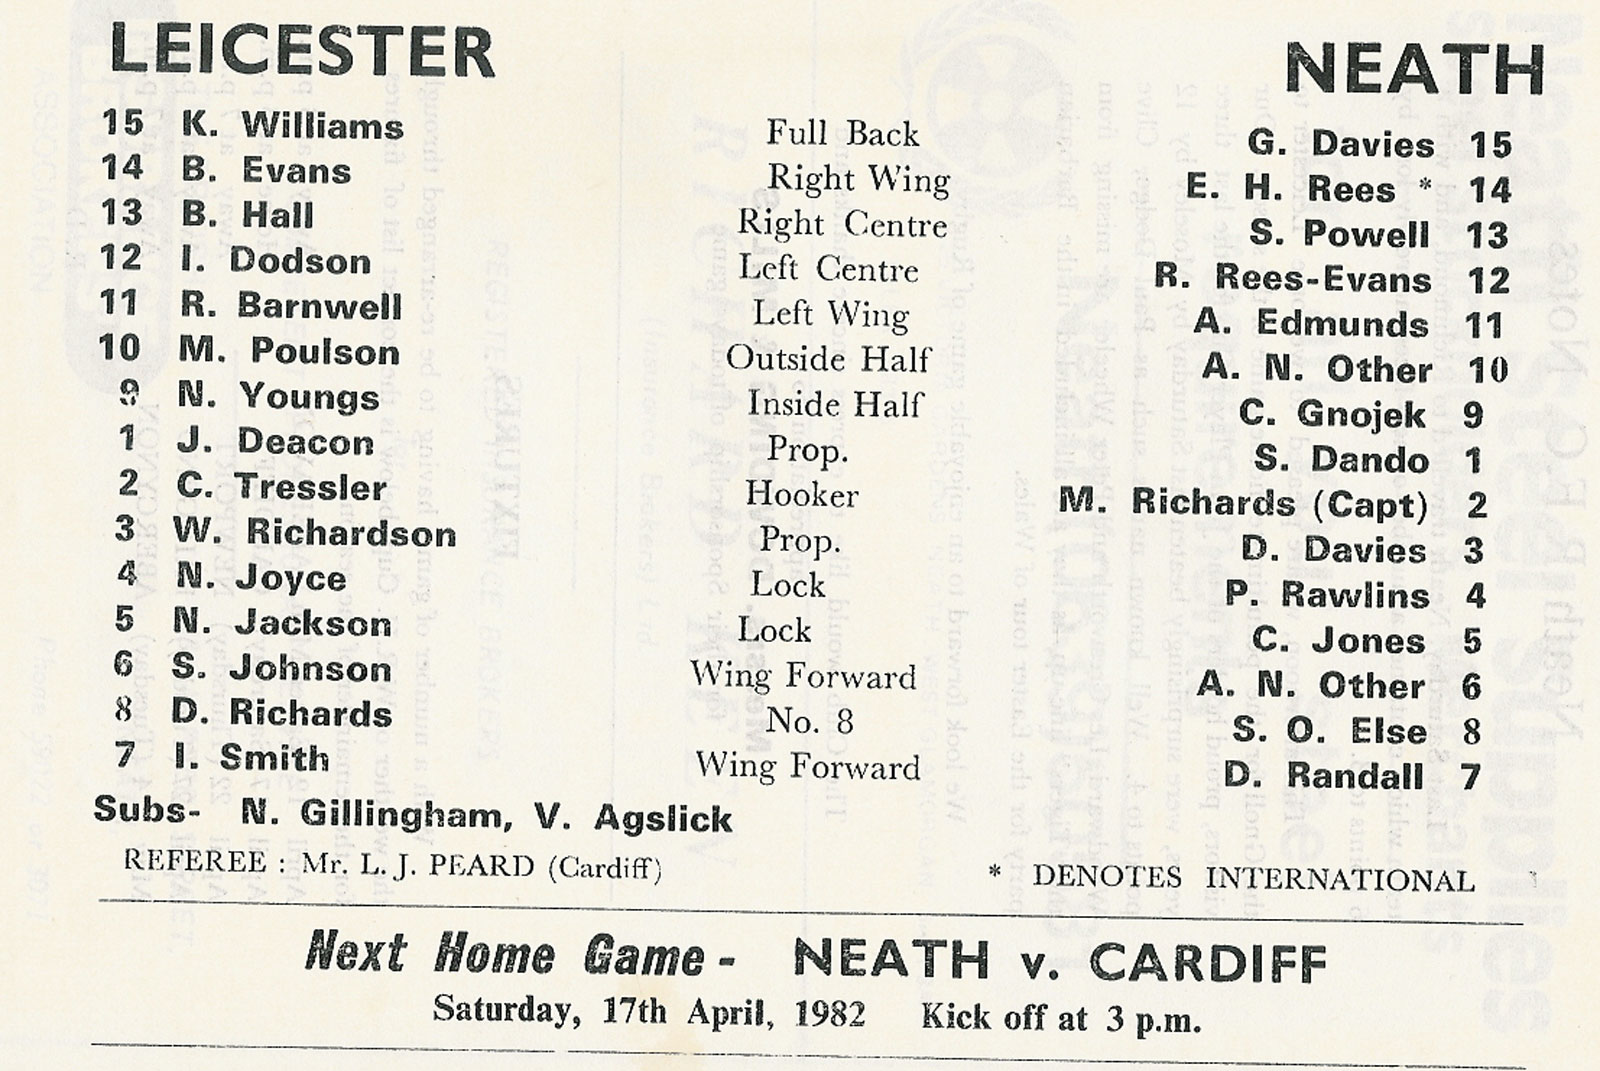 LEICESTER NEATH
15 K. Williams Full Back G. Davies 15
14 B. Evans Right Wing E. H. Rees * 14
13 B. Hall Right Centre S. Powell 13
12 I. Dodson Left Centre R. Rees-Evans 12
11 R. Barnwell Left Wing A. Edmunds 11
10 M. Poulson Outside Half A. N. Other 10
9 N. Youngs Inside Half C. Gnojek 9
1 J. Deacon Prop. S. Dando 1
2 C. Tressler Hooker M. Richards (Capt) 2
3 W. Richardson Prop. D. Davies 3
4 N. Joyce Lock P. Rawlins 4
5 N. Jackson Lock C. Jones 5
6 S. Johnson Wing Forward A. N. Other 6
8 D. Richards No. 8 S. O. Else 8
7 I. Smith Wing Forward D. Randall 7
Subs- N. Gillingham, V. Agslick
REFEREE : Mr. L. J. PEARD (Cardiff) * DENOTES INTERNATIONAL
Next Home Game - NEATH v. CARDIFF
Saturday, 17th April, 1982 Kick off at 3 p.m.